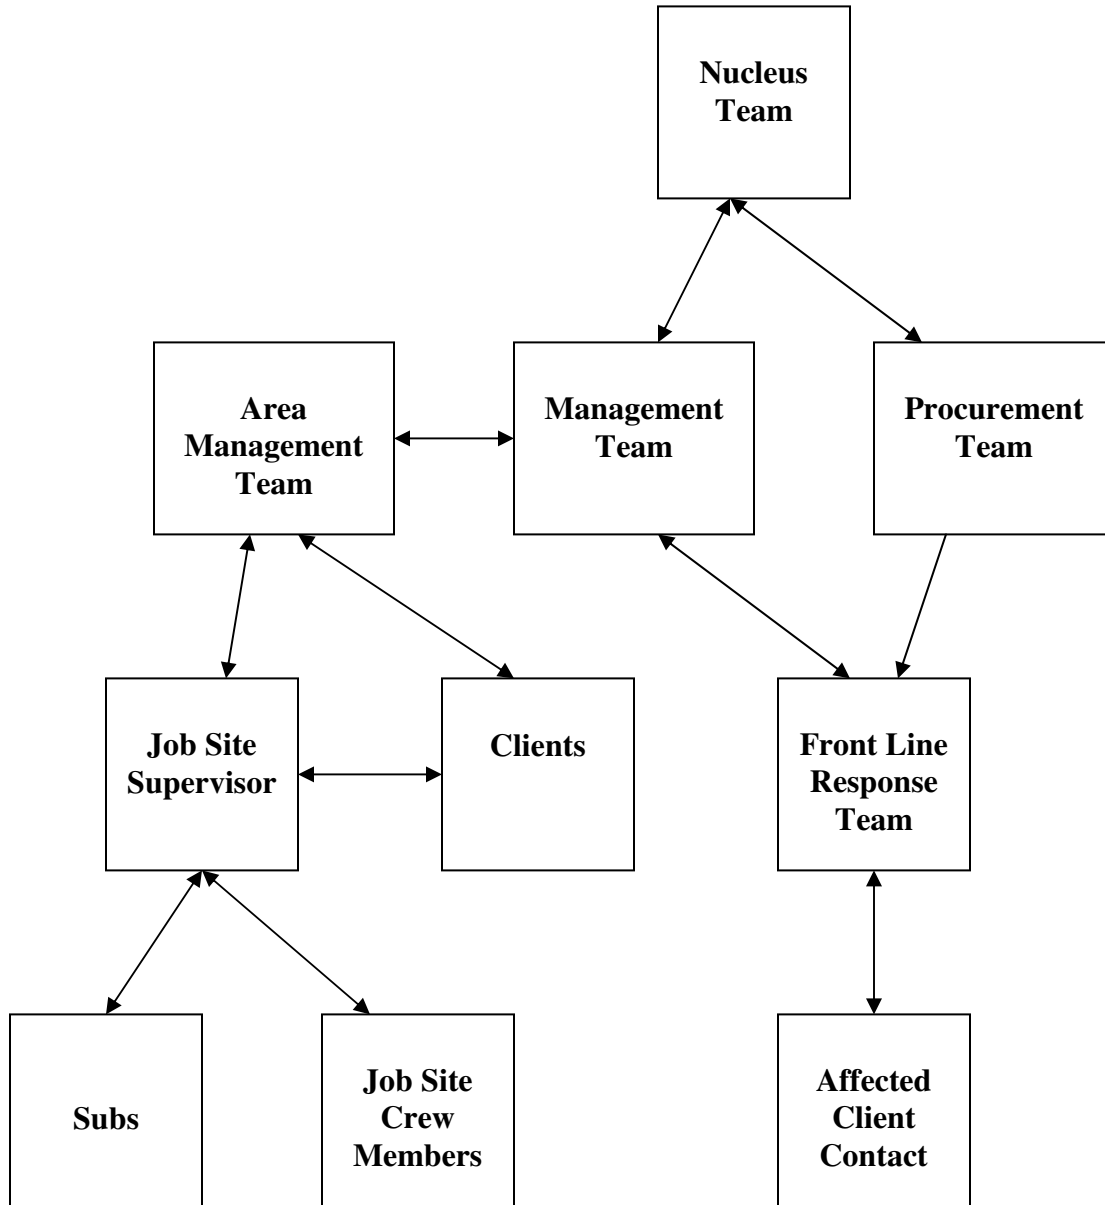 Nucleus
Team
Area
Management
Team
Management
Team
Procurement
Team
Job Site
Supervisor
Clients
Front Line
Response
Team
Subs
Job Site
Crew
Members
Affected
Client
Contact